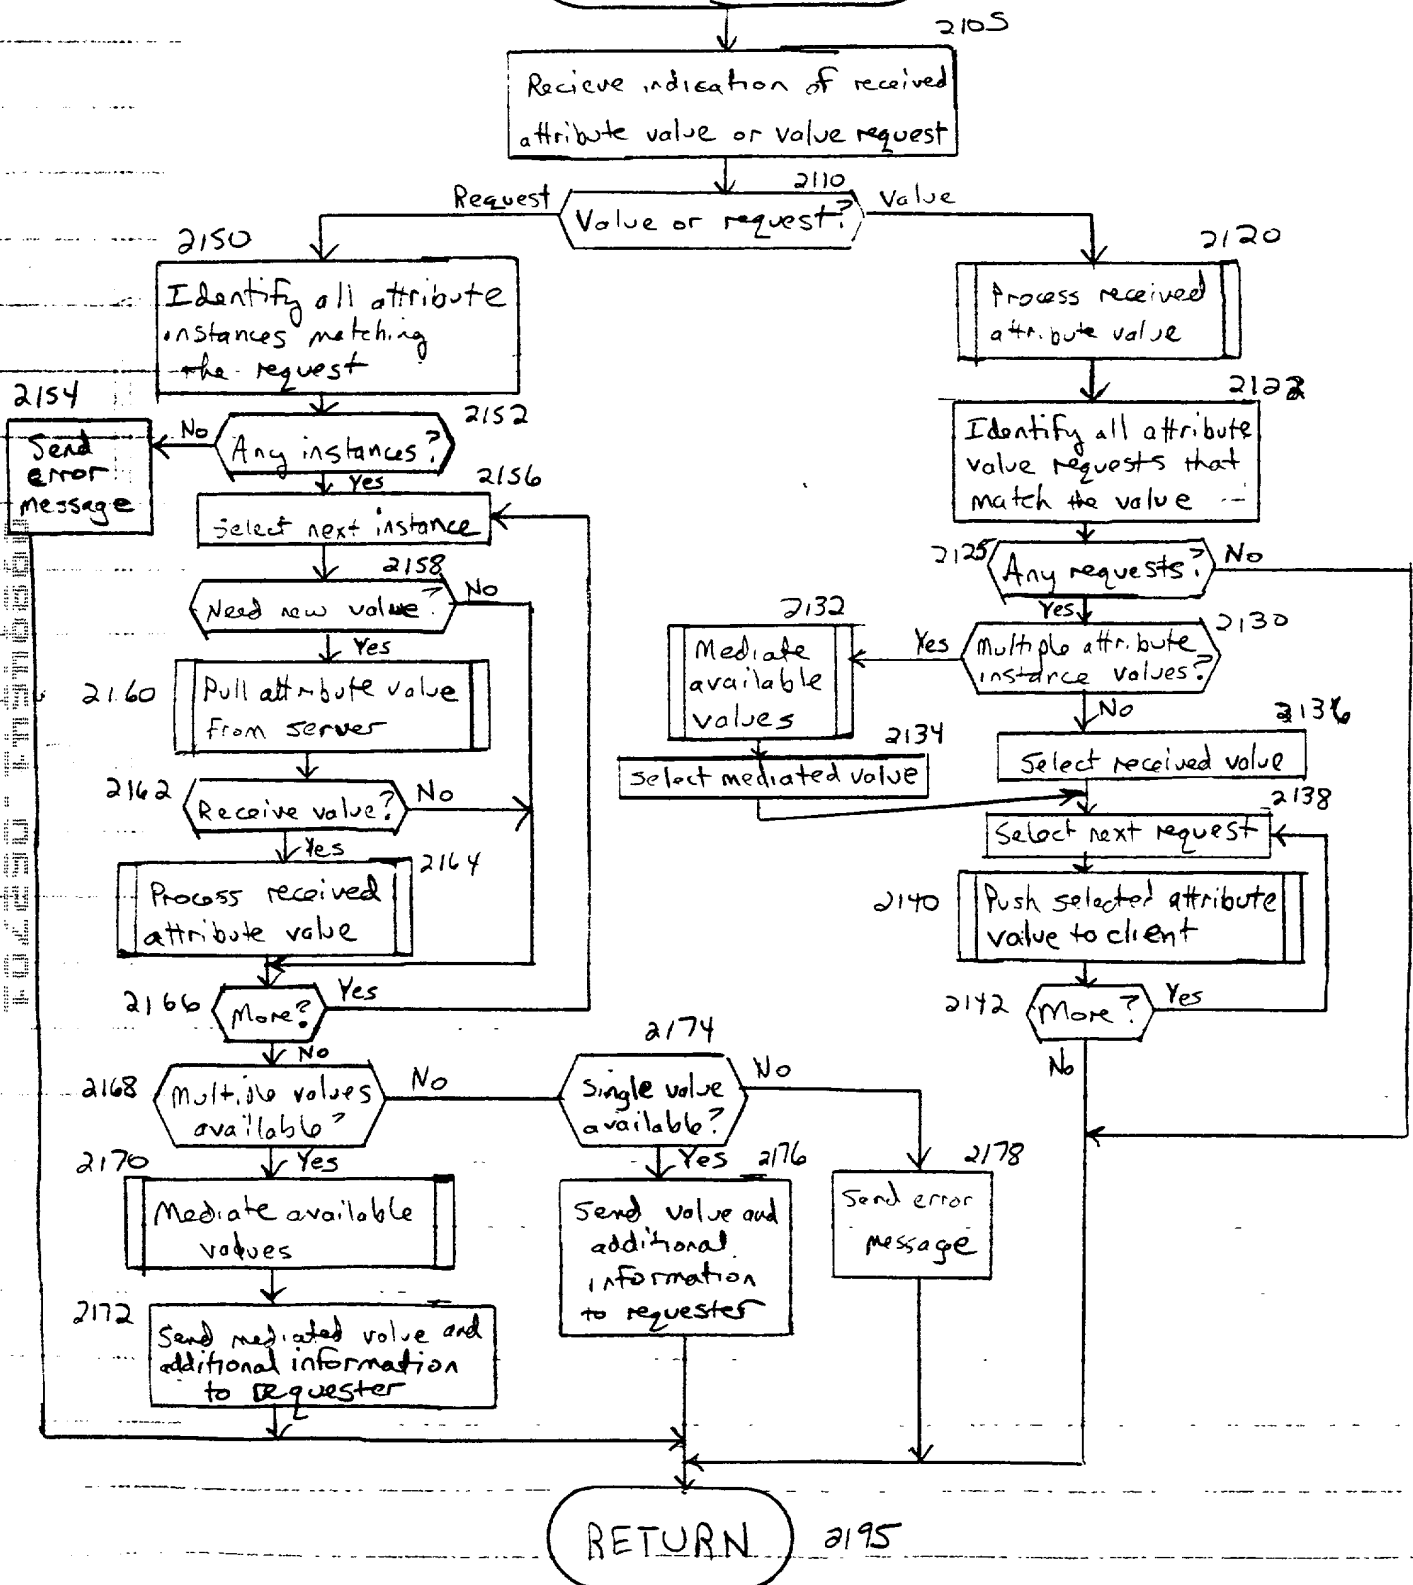 2105
Recieve indication of received
attribute value or value request
2110
Request
Value or request?
Value
2150
Identify all attribute
instances matching
the request
2120
Process received
attribute value
2154
Send
error
message
No
2152
Any instances?
Yes
2156
Select next instance
2158
Need new value?
No
Yes
2160
Pull attribute value
from server
2162
Receive value?
No
Yes
2164
Process received
attribute value
2166
More?
Yes
No
2168
Multiple values
available?
No
Yes
2170
Mediate available
values
2172
Send mediated value and
additional information
to requester
2174
Single value
available?
No
Yes
2176
Send value and
additional
information
to requester
2178
Send error
message
2122
Identify all attribute
value requests that
match the value
2125
Any requests?
No
Yes
2130
Multiple attribute
instance values?
Yes
No
2132
Mediate
available
values
2134
Select mediated value
2136
Select received value
2138
Select next request
2140
Push selected attribute
value to client
2142
More?
Yes
No
RETURN
2195